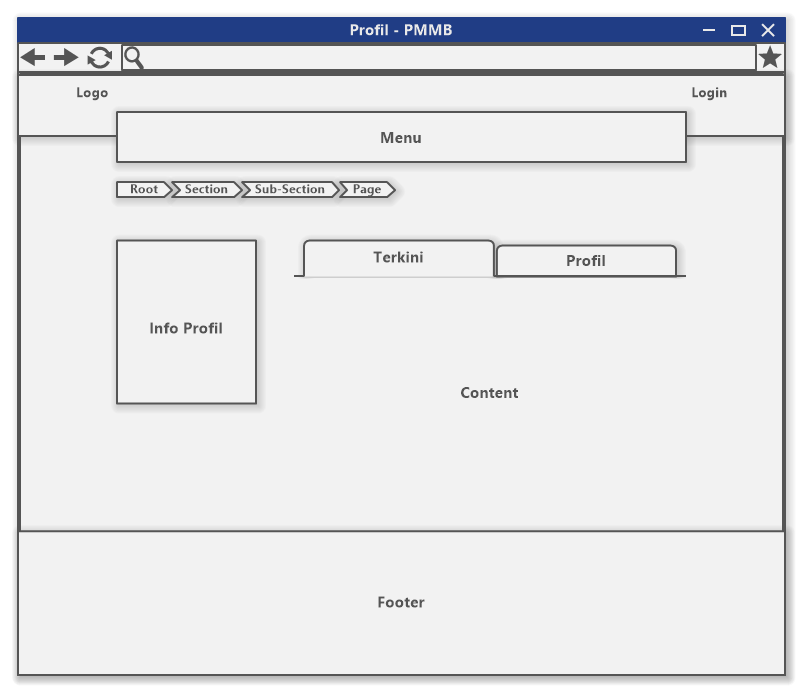 Profil - PMMB
Logo
Login
Menu
Root Section Sub-Section Page
Terkini
Profil
Info Profil
Content
Footer